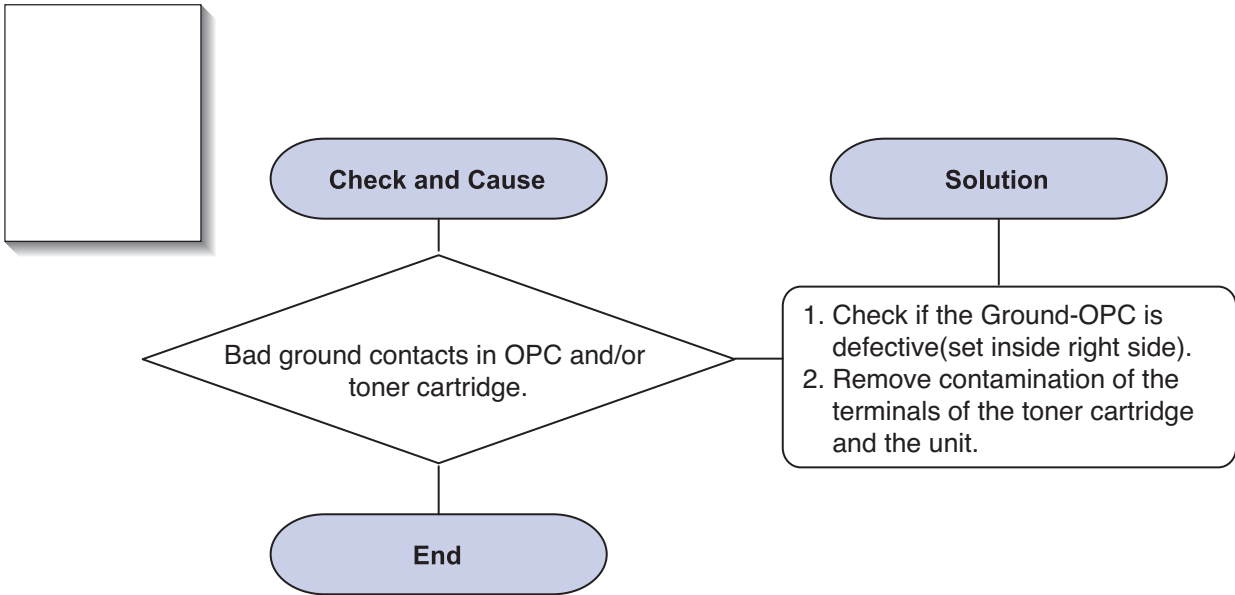 Check and Cause
Solution
Bad ground contacts in OPC and/or
toner cartridge.
1. Check if the Ground-OPC is
defective(set inside right side).
2. Remove contamination of the
terminals of the toner cartridge
and the unit.
End